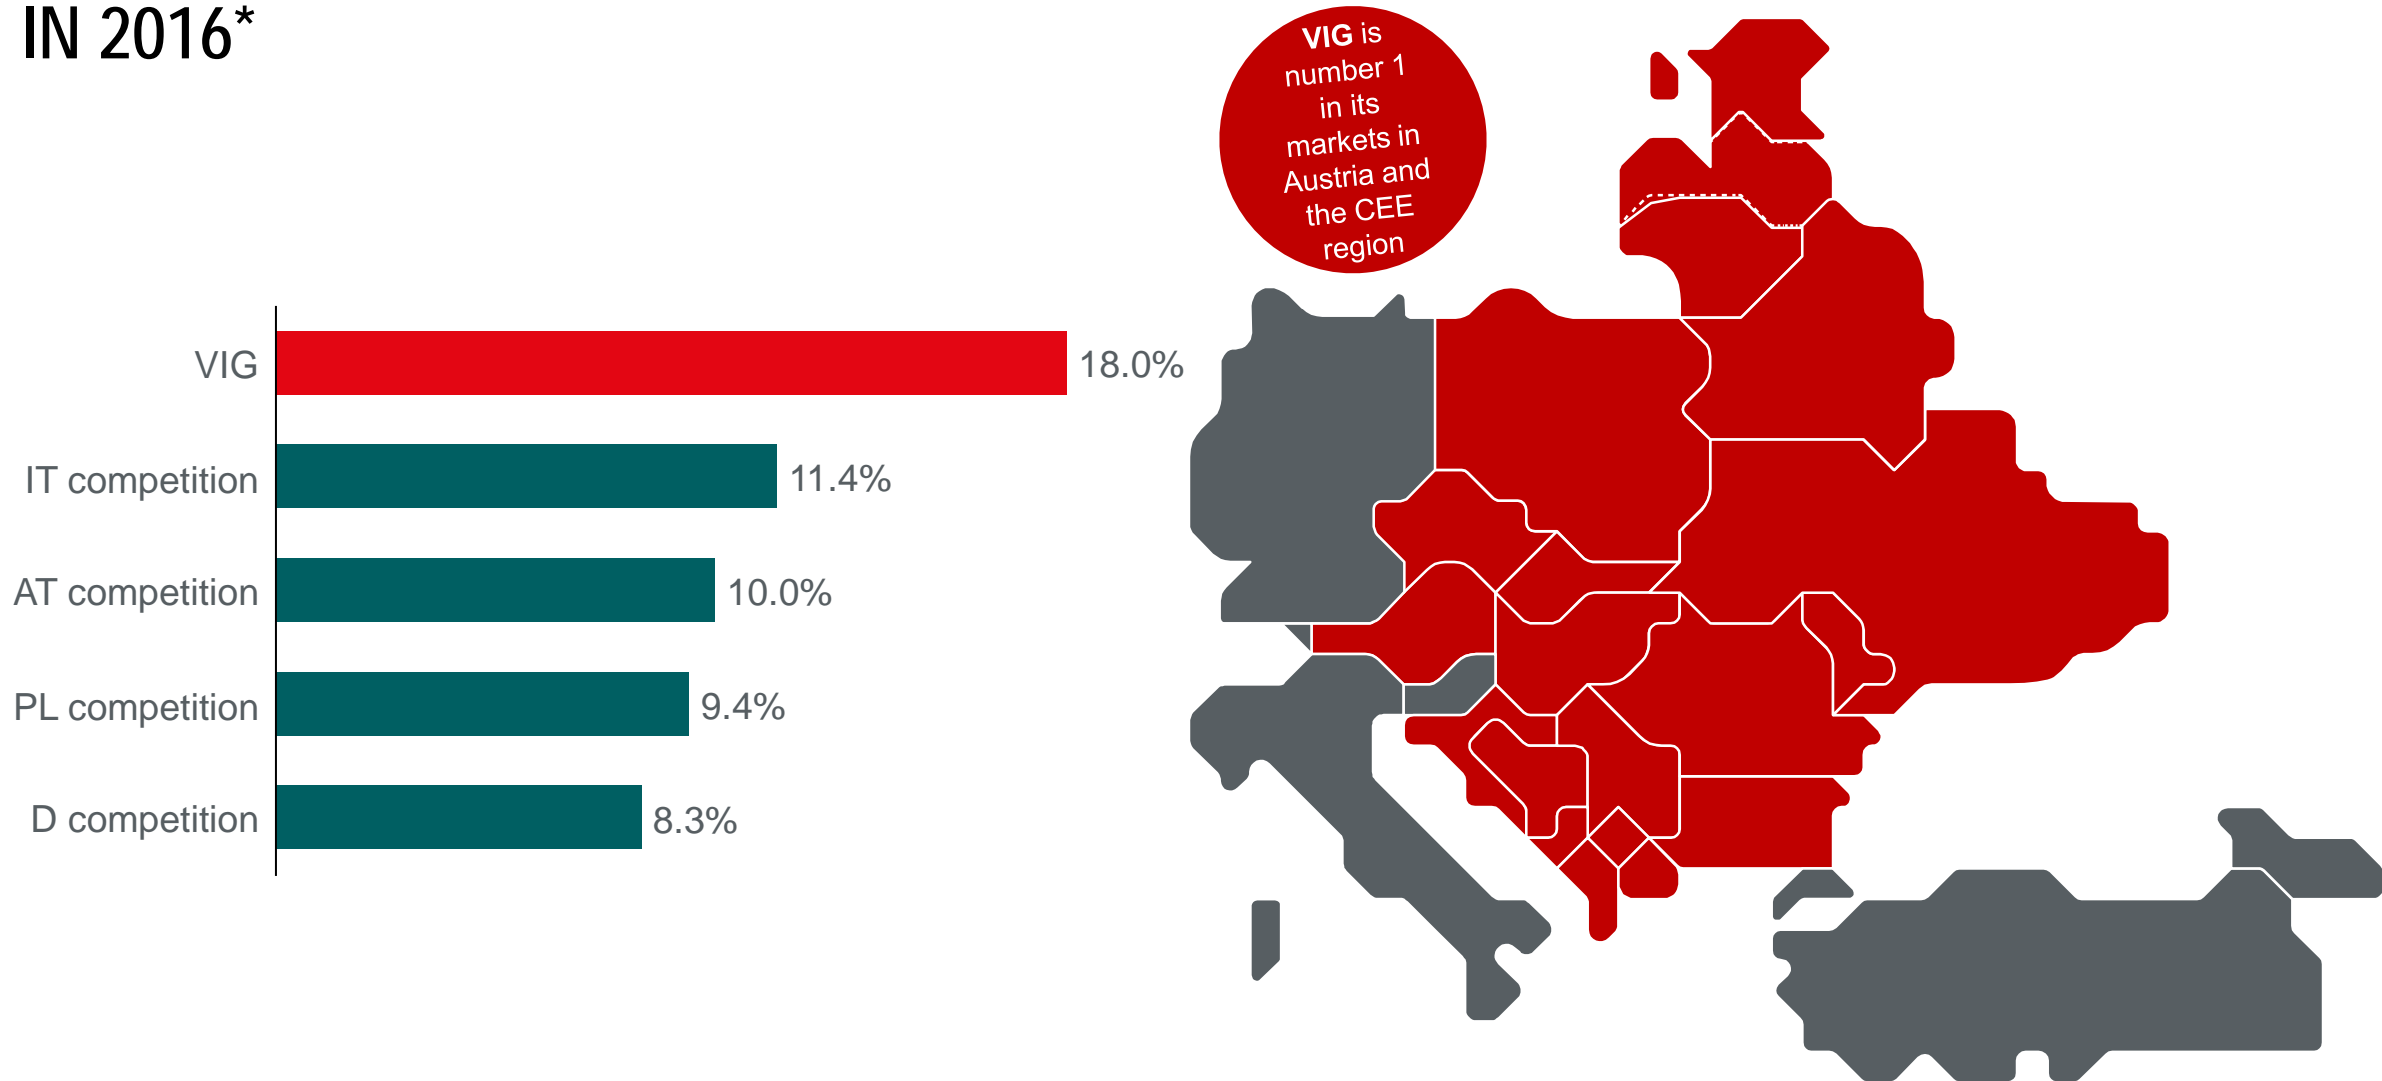 IN 2016*
VIG is
number 1
in its
markets in
Austria and
the CEE
region
VIG 18.0%
IT competition 11.4%
AT competition 10.0%
PL competition 9.4%
D competition 8.3%